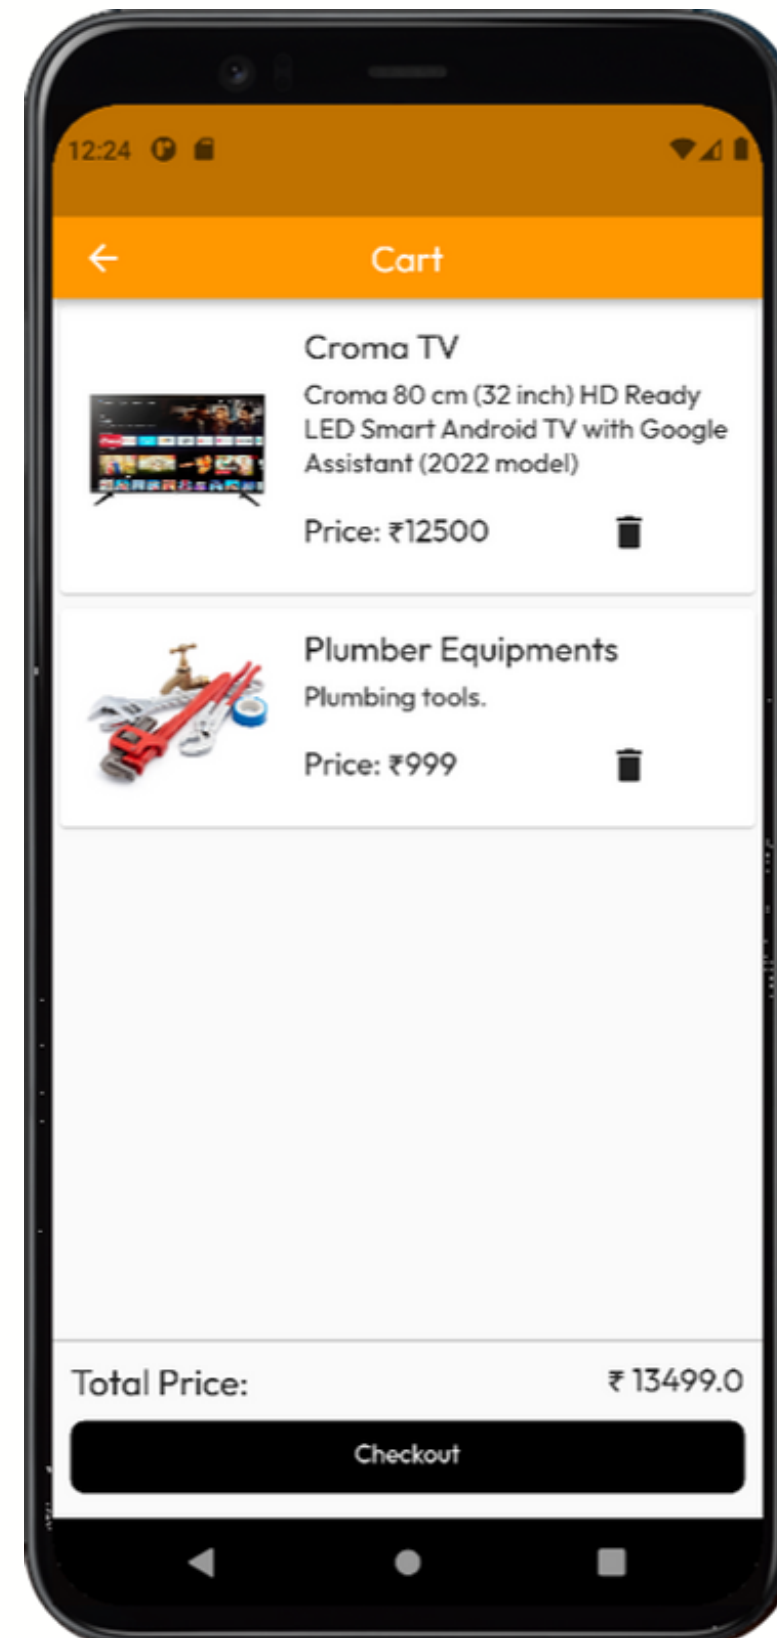 12:24
Cart
Croma TV
Croma 80 cm (32 inch) HD Ready
LED Smart Android TV with Google
Assistant (2022 model)
Price: ₹12500
Plumber Equipments
Plumbing tools.
Price: ₹999
Total Price:
₹ 13499.0
Checkout